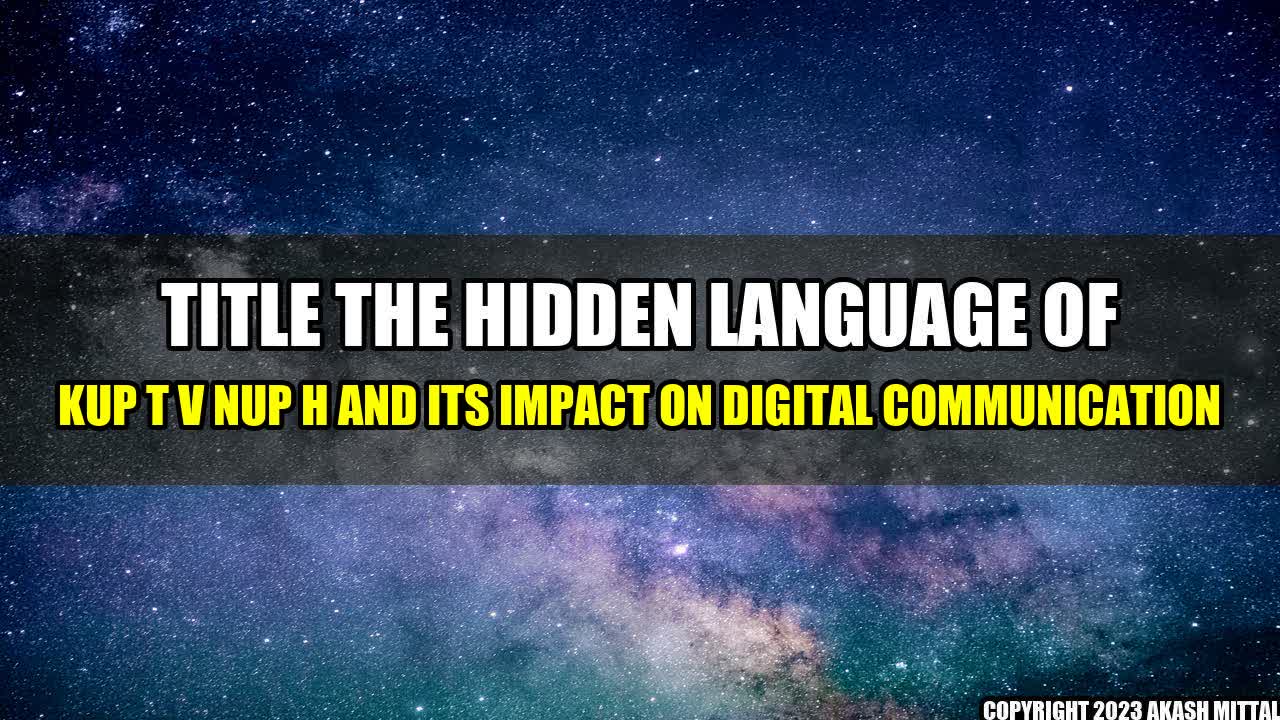 TITLE THE HIDDEN LANGUAGE OF
KUP T V NUP H AND ITS IMPACT ON DIGITAL COMMUNICATION
COPYRIGHT 2023 AKASH MITTAL